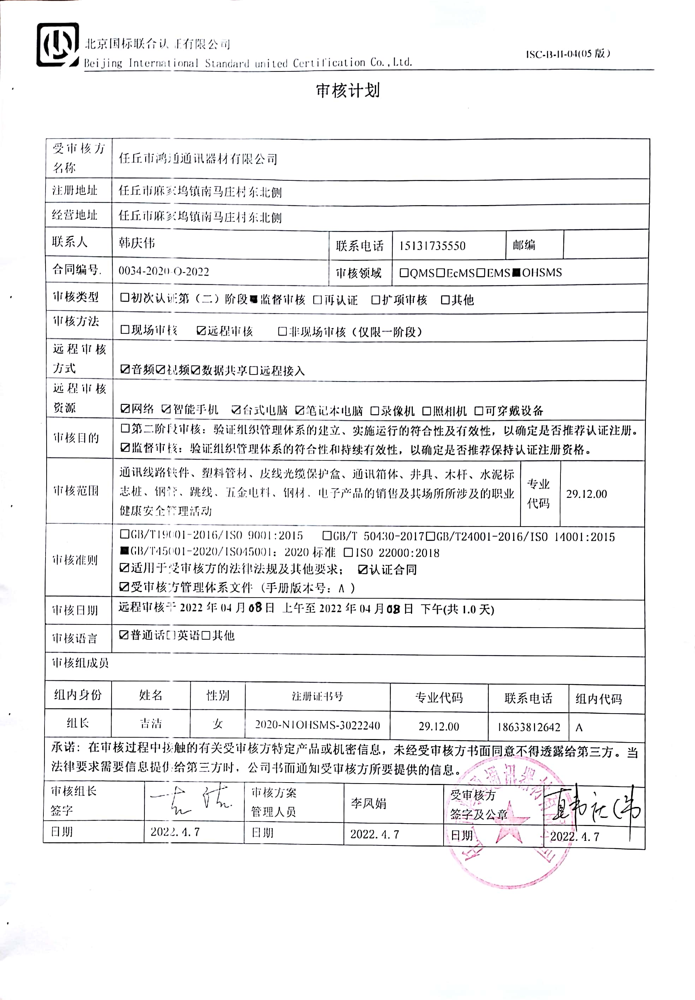 北京国标联合认证有限公司
Beijing International Standard united Certification Co.,Ltd.
ISC-B-II-04(05版)
审核计划
受审核方名称 任丘市鸿通通讯器材有限公司
注册地址 任丘市麻家坞镇南马庄村东北侧
经营地址 任丘市麻家坞镇南马庄村东北侧
联系人 韩庆伟 联系电话 15131735550 邮编
合同编号. 0034-2020-O-2022 审核领域 □QMS□EcMS□EMS■OHSMS
审核类型 □初次认证第（二）阶段■监督审核 □再认证 □扩项审核 □其他
审核方法 □现场审核 ☑远程审核 □非现场审核（仅限一阶段）
远程审核方式 ☑音频☑视频☑数据共享□远程接入
远程审核资源 ☑网络 ☑智能手机 ☑台式电脑 ☑笔记本电脑 □录像机 □照相机 □可穿戴设备
审核目的 □第二阶段审核：验证组织管理体系的建立、实施运行的符合性及有效性，以确定是否推荐认证注册。
☑监督审核：验证组织管理体系的符合性和持续有效性，以确定是否推荐保持认证注册资格。
审核范围 通讯线路铁件、塑料管材、皮线光缆保护盒、通讯箱体、井具、木杆、水泥标
志桩、钢管、跳线、五金电料、钢材、电子产品的销售及其场所所涉及的职业
健康安全管理活动
专业代码 29.12.00
审核准则 □GB/T19001-2016/ISO 9001:2015 □GB/T 50430-2017□GB/T24001-2016/ISO 14001:2015
■GB/T45001-2020/ISO45001：2020标准 □ISO 22000:2018
☑适用于受审核方的法律法规及其他要求； ☑认证合同
☑受审核方管理体系文件（手册版本号：A ）
审核日期 远程审核于 2022 年 04 月 08 日 上午至 2022 年 04 月 08 日 下午(共 1.0 天)
审核语言 ☑普通话□英语□其他
审核组成员
组内身份 姓名 性别 注册证书号 专业代码 联系电话 组内代码
组长 吉洁 女 2020-N1OHSMS-3022240 29.12.00 18633812642 A
承诺：在审核过程中接触的有关受审核方特定产品或机密信息，未经受审核方书面同意不得透露给第三方。当
法律要求需要信息提供给第三方时，公司书面通知受审核方所要提供的信息。
审核组长签字 吉洁 审核方案管理人员 李凤娟 受审核方签字及公章 韩庆伟
日期 2022.4.7 日期 2022.4.7 日期 2022.4.7